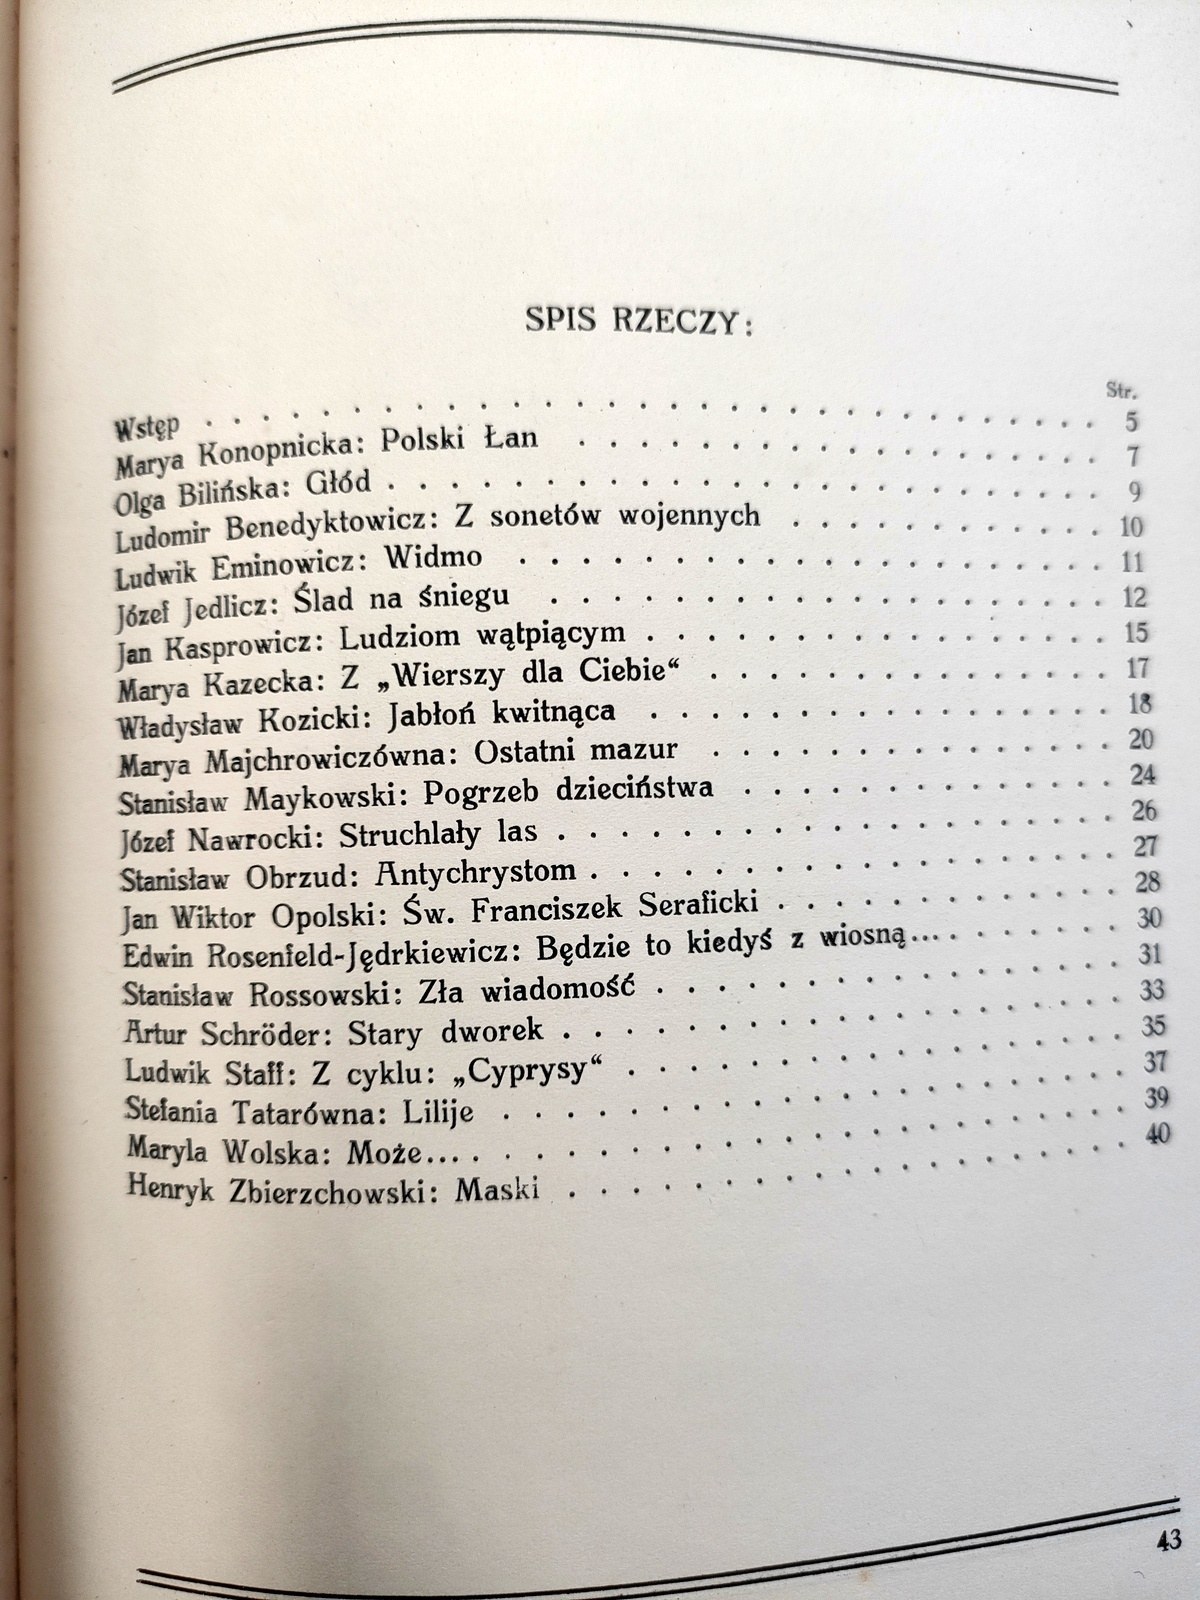 SPIS RZECZY:
Str.
Wstęp . . . . . . . . . . . . . . . . . . . . . . . . . . . . . . 5
Marya Konopnicka: Polski Łan . . . . . . . . . . . . . . . . . . 7
Olga Bilińska: Głód . . . . . . . . . . . . . . . . . . . . . . . . 9
Ludomir Benedyktowicz: Z sonetów wojennych . . . . . . . . . . . 10
Ludwik Eminowicz: Widmo . . . . . . . . . . . . . . . . . . . . 11
Józef Jedlicz: Ślad na śniegu . . . . . . . . . . . . . . . . . . . 12
Jan Kasprowicz: Ludziom wątpiącym . . . . . . . . . . . . . . . . 15
Marya Kazecka: Z „Wierszy dla Ciebie“ . . . . . . . . . . . . . . 17
Władysław Kozicki: Jabłoń kwitnąca . . . . . . . . . . . . . . . . 18
Marya Majchrowiczówna: Ostatni mazur . . . . . . . . . . . . . . 20
Stanisław Maykowski: Pogrzeb dzieciństwa . . . . . . . . . . . . . 24
Józef Nawrocki: Struchlały las . . . . . . . . . . . . . . . . . . . 26
Stanisław Obrzud: Antychrystom . . . . . . . . . . . . . . . . . . 27
Jan Wiktor Opolski: Św. Franciszek Seraficki . . . . . . . . . . . . 28
Edwin Rosenfeld-Jędrkiewicz: Będzie to kiedyś z wiosną... . . . . . . . 30
Stanisław Rossowski: Zła wiadomość . . . . . . . . . . . . . . . . 31
Artur Schröder: Stary dworek . . . . . . . . . . . . . . . . . . . 33
Ludwik Staff: Z cyklu: „Cyprysy“ . . . . . . . . . . . . . . . . . 35
Stefania Tatarówna: Lilije . . . . . . . . . . . . . . . . . . . . . 37
Maryla Wolska: Może... . . . . . . . . . . . . . . . . . . . . . . 39
Henryk Zbierzchowski: Maski . . . . . . . . . . . . . . . . . . . 40
43